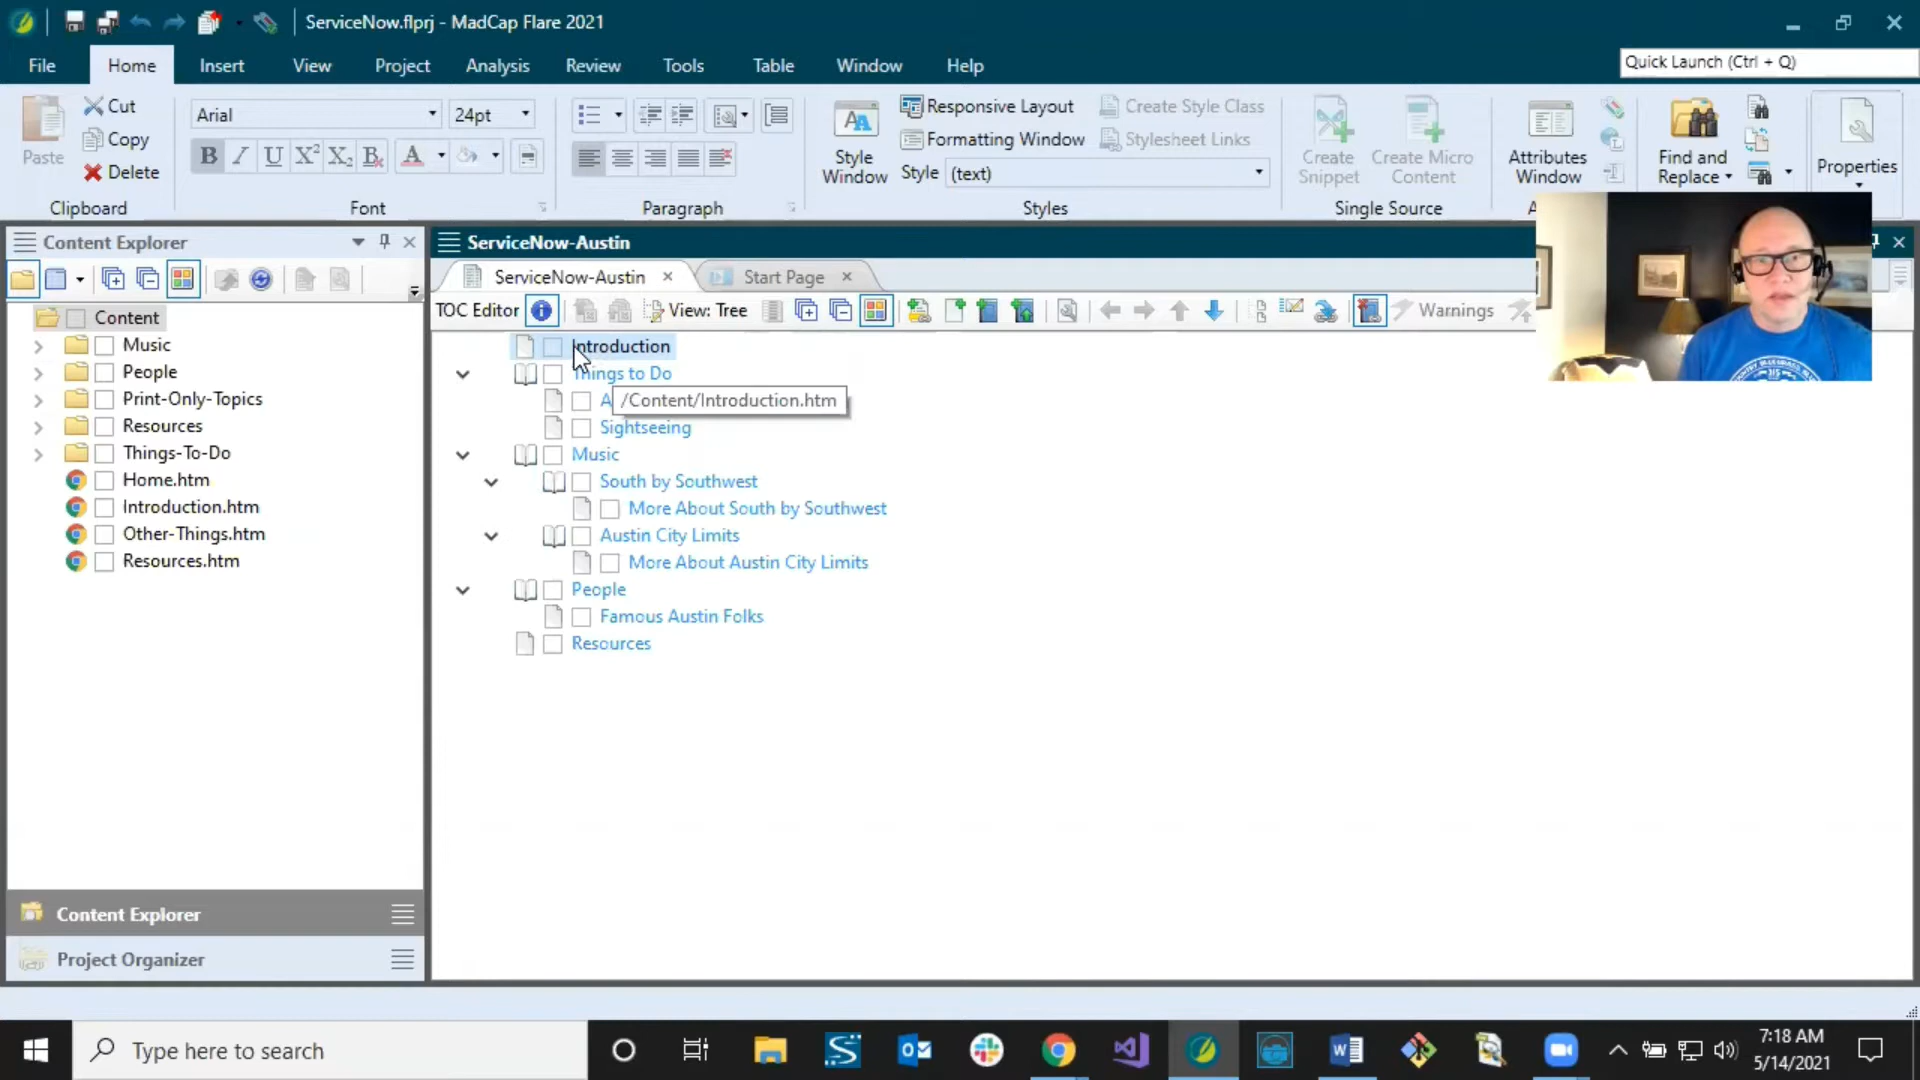 ServiceNow.flprj - MadCap Flare 2021
File
Home
Insert
View
Project
Analysis
Review
Tools
Table
Window
Help
Quick Launch (Ctrl + Q)
Paste
Cut
Copy
Delete
Clipboard
Arial
24pt
B I U X² X₂ B
A
Font
Paragraph
AA
Style
Window
Responsive Layout
Formatting Window
Style (text)
Create Style Class
Stylesheet Links
Styles
Create
Snippet
Create Micro
Content
Single Source
Attributes
Window
Find and
Replace
Properties
Content Explorer
Content
Music
People
Print-Only-Topics
Resources
Things-To-Do
Home.htm
Introduction.htm
Other-Things.htm
Resources.htm
Content Explorer
Project Organizer
ServiceNow-Austin
ServiceNow-Austin
Start Page
TOC Editor
View: Tree
Warnings
Introduction
Things to Do
/Content/Introduction.htm
Sightseeing
Music
South by Southwest
More About South by Southwest
Austin City Limits
More About Austin City Limits
People
Famous Austin Folks
Resources
Type here to search
7:18 AM
5/14/2021